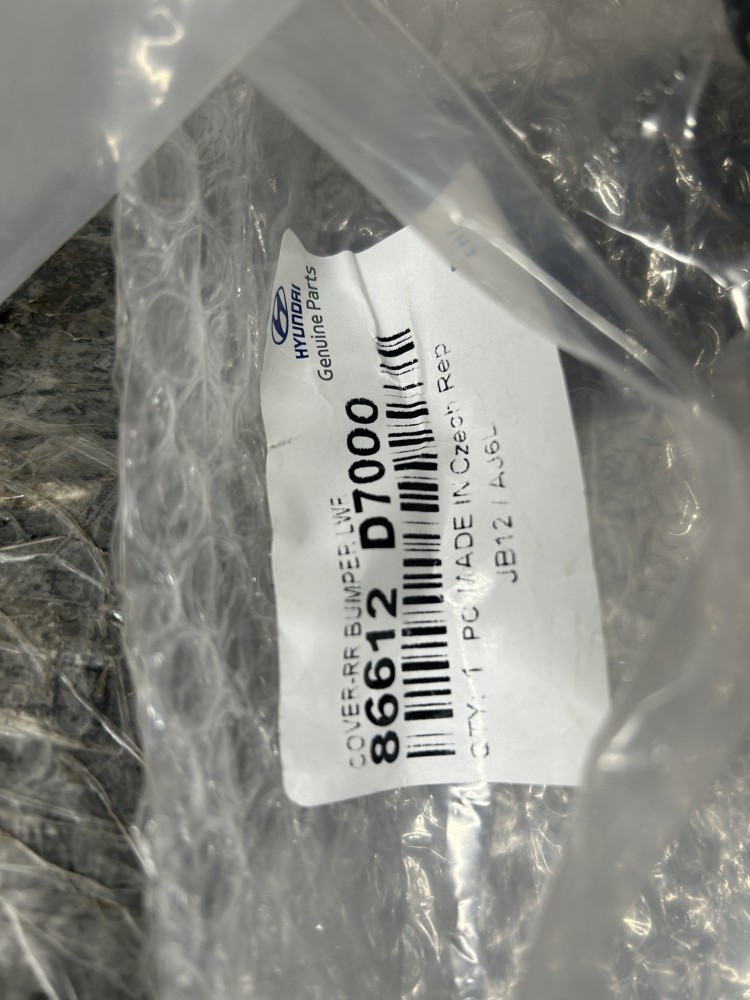 HYUNDAI
Genuine Parts
COVER-RR BUMPER LWR
86612 D7000
QTY: 1 PC MADE IN Czech Rep
JB12 / AJ6L